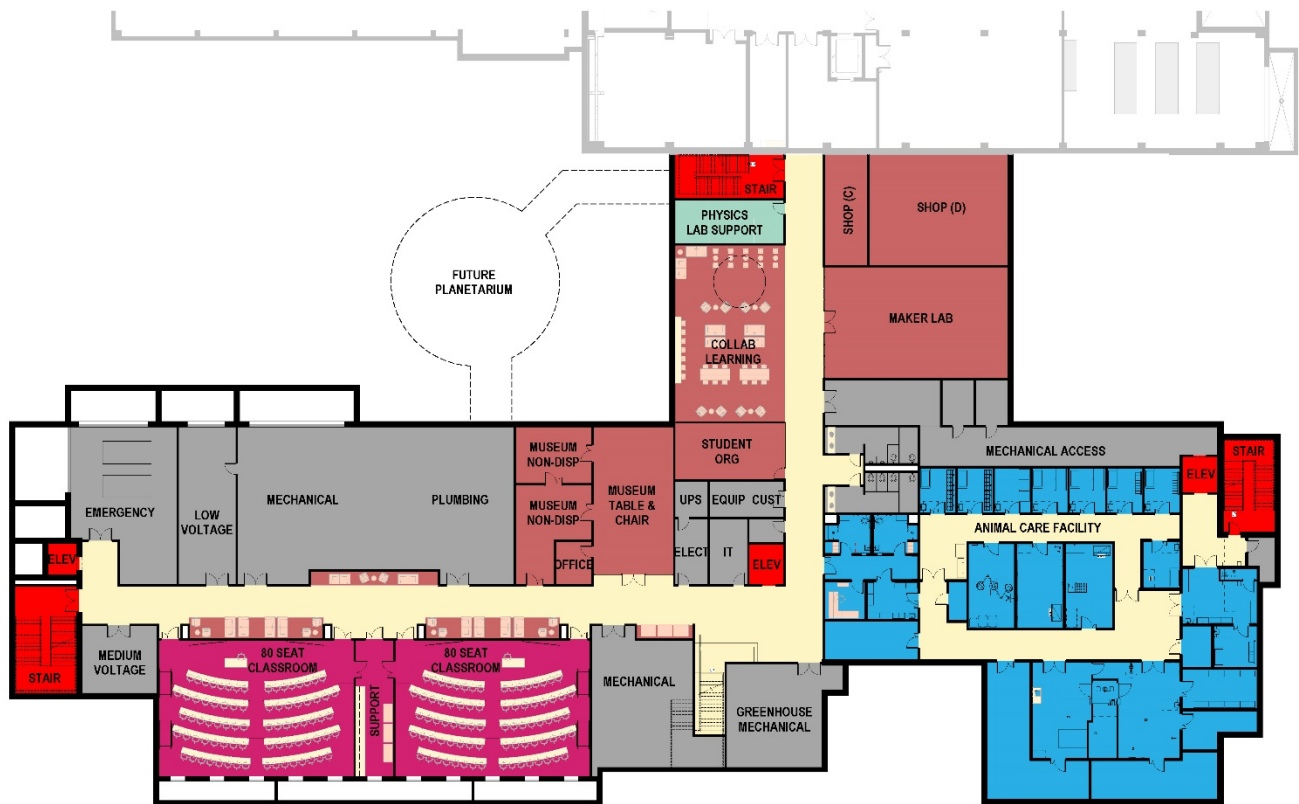 STAIR
PHYSICS
LAB SUPPORT
SHOP (C)
SHOP (D)
FUTURE
PLANETARIUM
MAKER LAB
COLLAB
LEARNING
STUDENT
ORG
MUSEUM
NON-DISP
MECHANICAL ACCESS
STAIR
ELEV
MECHANICAL
PLUMBING
MUSEUM
NON-DISP
MUSEUM
TABLE &
CHAIR
UPS
EQUIP
CUST
EMERGENCY
LOW
VOLTAGE
ANIMAL CARE FACILITY
ELEV
OFFICE
ELECT
IT
ELEV
STAIR
MEDIUM
VOLTAGE
80 SEAT
CLASSROOM
SUPPORT
80 SEAT
CLASSROOM
MECHANICAL
GREENHOUSE
MECHANICAL